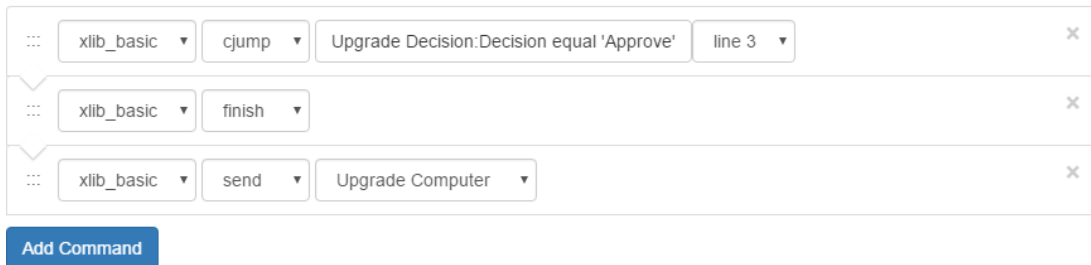 xlib_basic cjump Upgrade Decision:Decision equal 'Approve' line 3
xlib_basic finish
xlib_basic send Upgrade Computer
Add Command